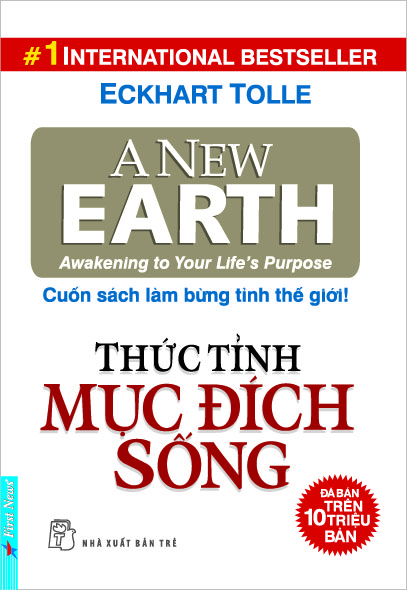 #1 INTERNATIONAL BESTSELLER
ECKHART TOLLE
A NEW
EARTH
Awakening to Your Life's Purpose
Cuốn sách làm bừng tỉnh thế giới!
THỨC TỈNH
MỤC ĐÍCH
SỐNG
ĐÃ BÁN
TRÊN
10 TRIỆU
BẢN
First News
NHÀ XUẤT BẢN TRẺ